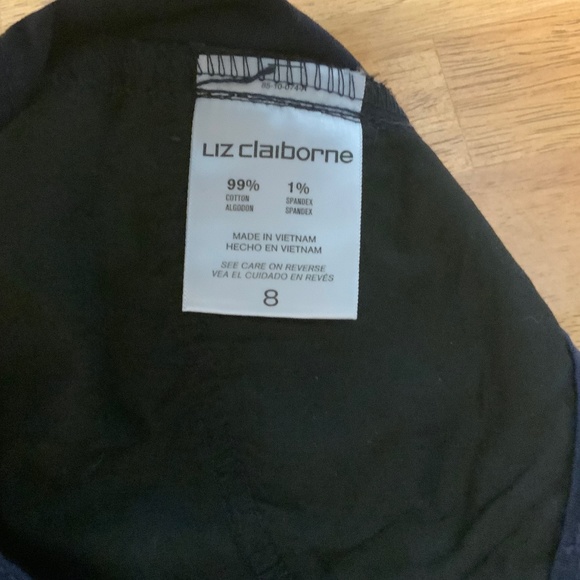 Liz claiborne
99% 1%
COTTON SPANDEX
ALGODON SPANDEX
MADE IN VIETNAM
HECHO EN VIETNAM
SEE CARE ON REVERSE
VEA EL CUIDADO EN REVÉS
8